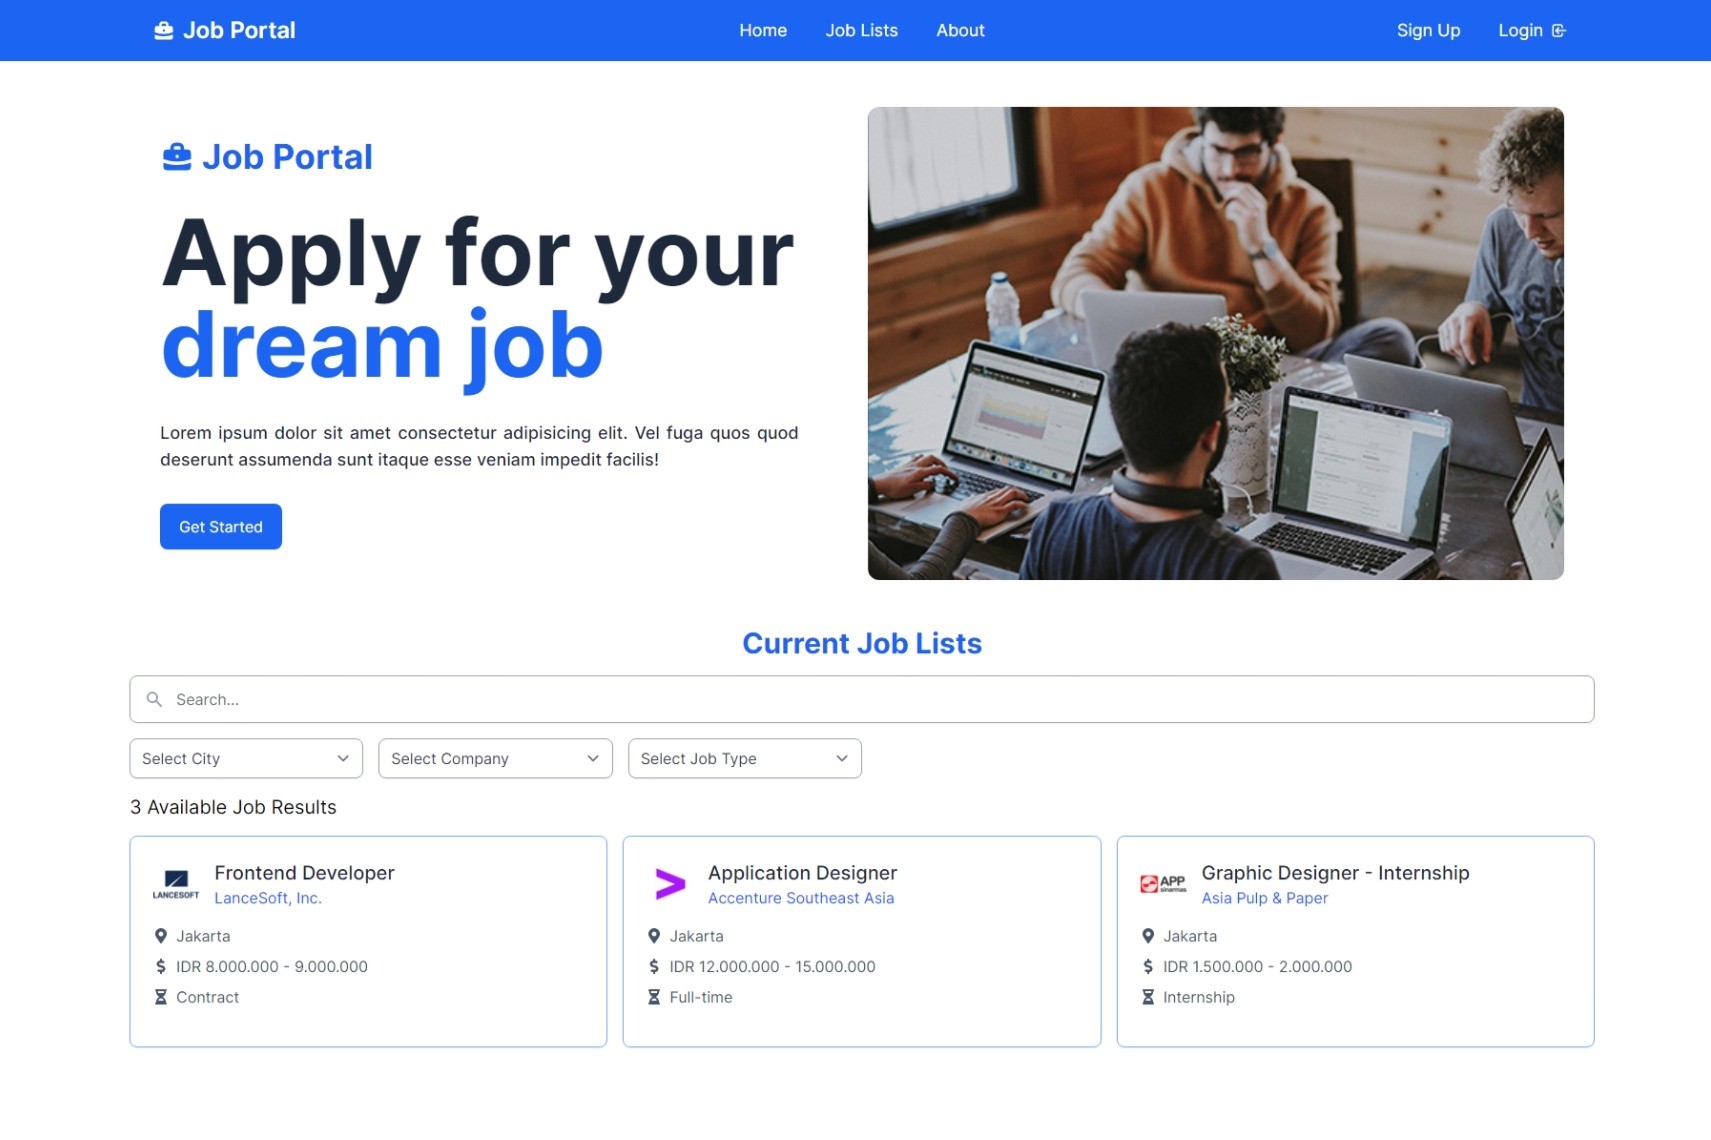 Job Portal
Home
Job Lists
About
Sign Up
Login
Job Portal
Apply for your
dream job
Lorem ipsum dolor sit amet consectetur adipisicing elit. Vel fuga quos quod
deserunt assumenda sunt itaque esse veniam impedit facilis!
Get Started
Current Job Lists
Search...
Select City
Select Company
Select Job Type
3 Available Job Results
LANCESOFT
Frontend Developer
LanceSoft, Inc.
Jakarta
IDR 8.000.000 - 9.000.000
Contract
Application Designer
Accenture Southeast Asia
Jakarta
IDR 12.000.000 - 15.000.000
Full-time
APP
sinarmas
Graphic Designer - Internship
Asia Pulp & Paper
Jakarta
IDR 1.500.000 - 2.000.000
Internship